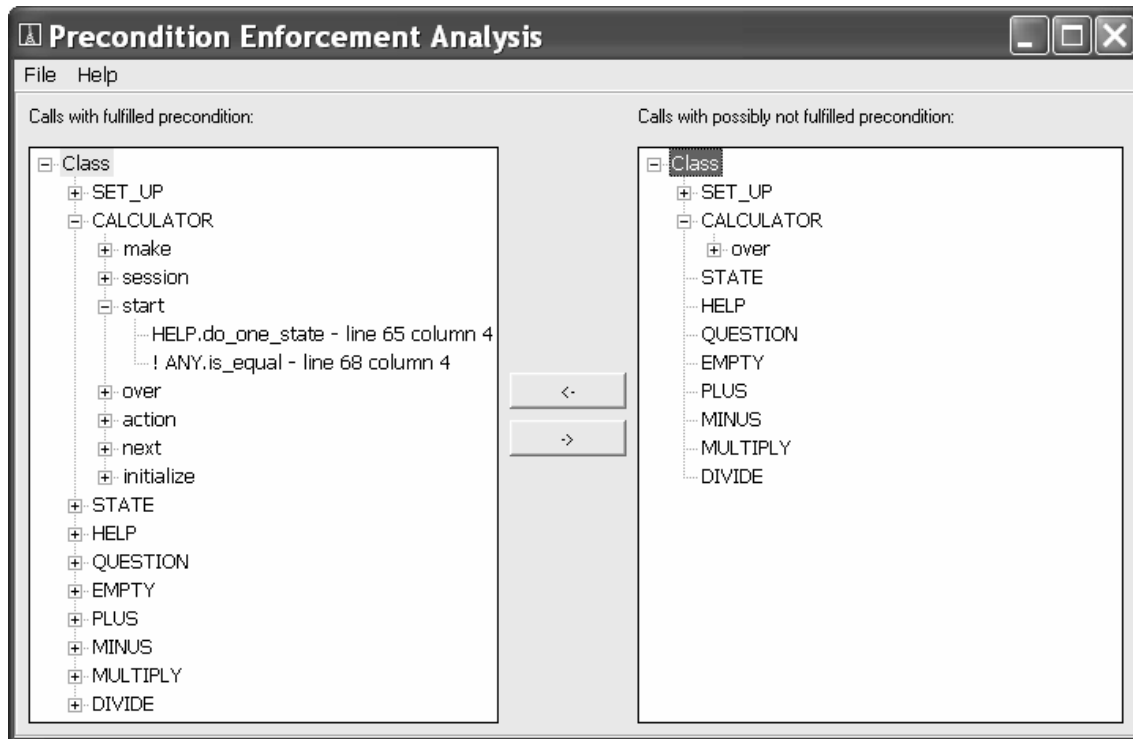 Precondition Enforcement Analysis
File Help
Calls with fulfilled precondition:
Class
SET_UP
CALCULATOR
make
session
start
HELP.do_one_state - line 65 column 4
! ANY.is_equal - line 68 column 4
over
action
next
initialize
STATE
HELP
QUESTION
EMPTY
PLUS
MINUS
MULTIPLY
DIVIDE
<-
->
Calls with possibly not fulfilled precondition:
Class
SET_UP
CALCULATOR
over
STATE
HELP
QUESTION
EMPTY
PLUS
MINUS
MULTIPLY
DIVIDE